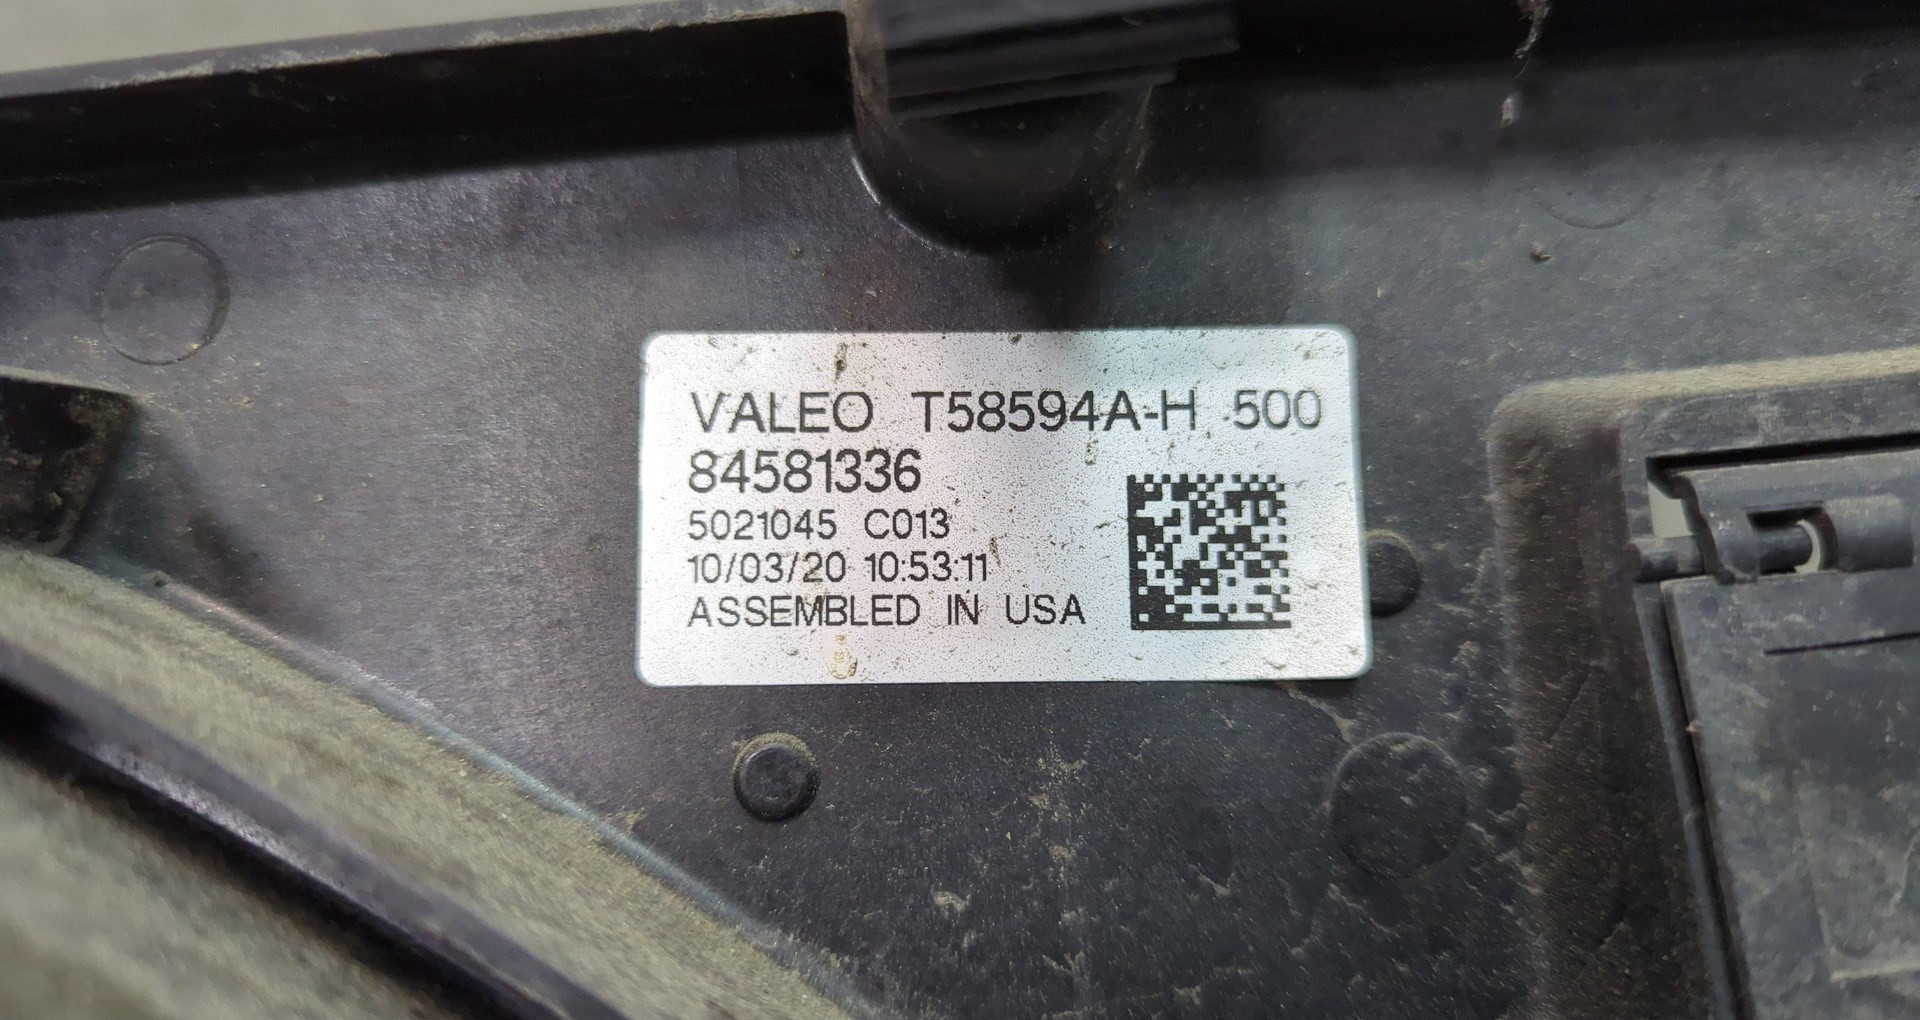 VALEO T58594A-H 500
84581336
5021045 C013
10/03/20 10:53:11
ASSEMBLED IN USA